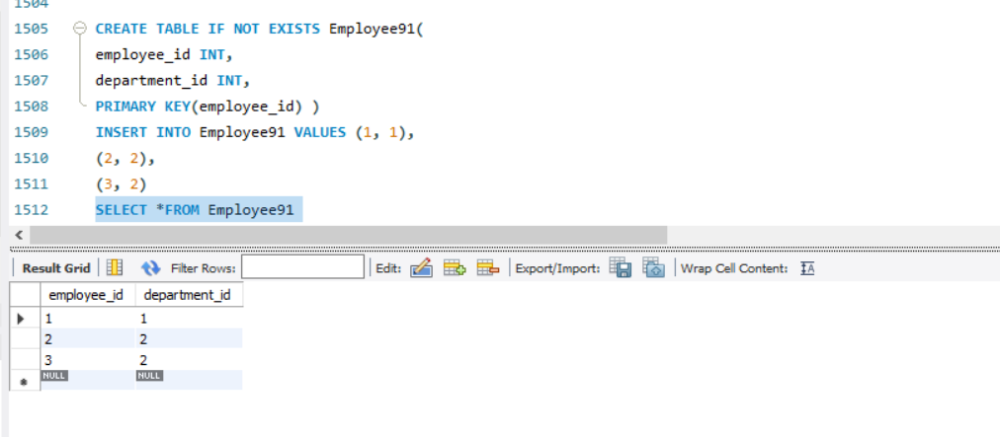 1504
1505 CREATE TABLE IF NOT EXISTS Employee91(
1506 employee_id INT,
1507 department_id INT,
1508 PRIMARY KEY(employee_id) )
1509 INSERT INTO Employee91 VALUES (1, 1),
1510 (2, 2),
1511 (3, 2)
1512 SELECT *FROM Employee91
Result Grid Filter Rows: Edit: Export/Import: Wrap Cell Content: IA
employee_id department_id
1 1
2 2
3 2
NULL NULL